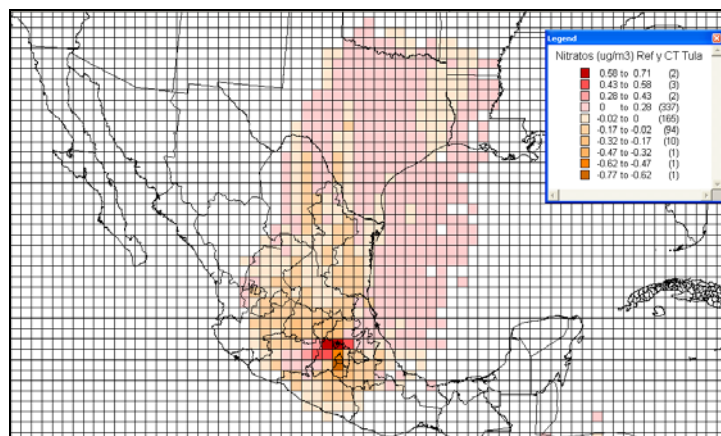 Legend
Nitratos (ug/m3) Ref y CT Tula
0.58 to 0.71 (2)
0.43 to 0.58 (3)
0.28 to 0.43 (2)
0 to 0.28 (337)
-0.02 to 0 (165)
-0.17 to -0.02 (94)
-0.32 to -0.17 (10)
-0.47 to -0.32 (1)
-0.62 to -0.47 (1)
-0.77 to -0.62 (1)